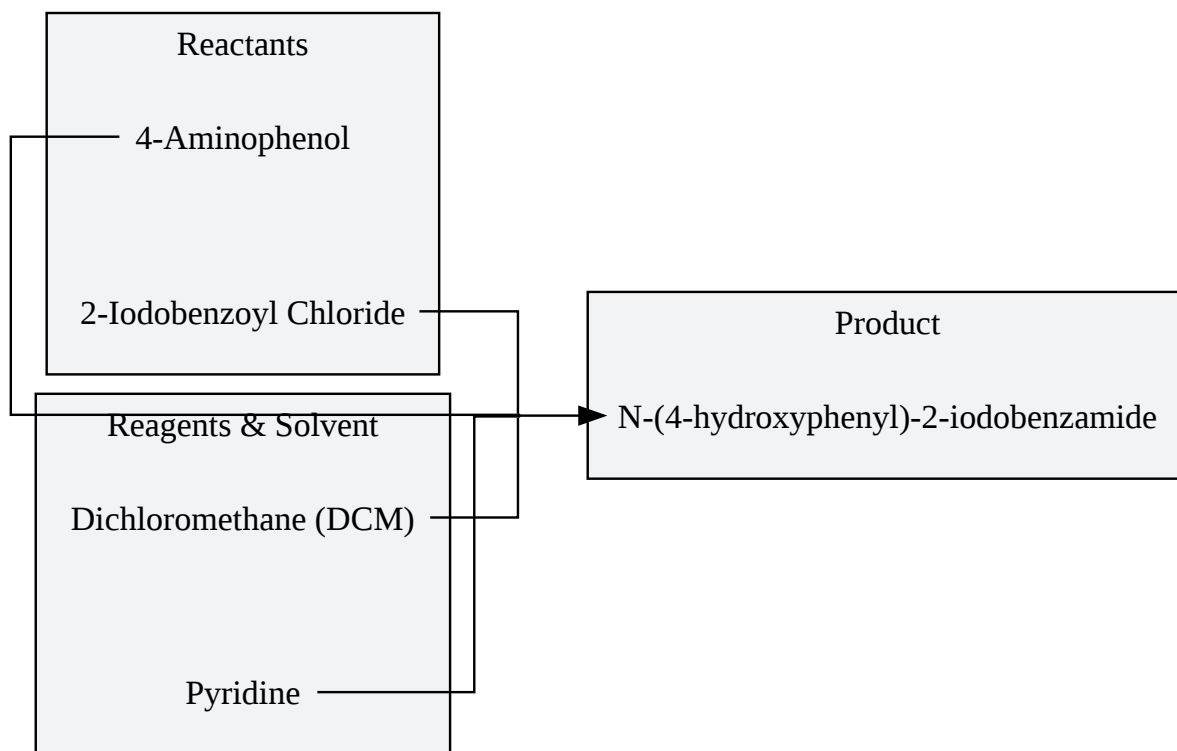 Reactants
4-Aminophenol
2-Iodobenzoyl Chloride
Reagents & Solvent
Dichloromethane (DCM)
Pyridine
Product
N-(4-hydroxyphenyl)-2-iodobenzamide